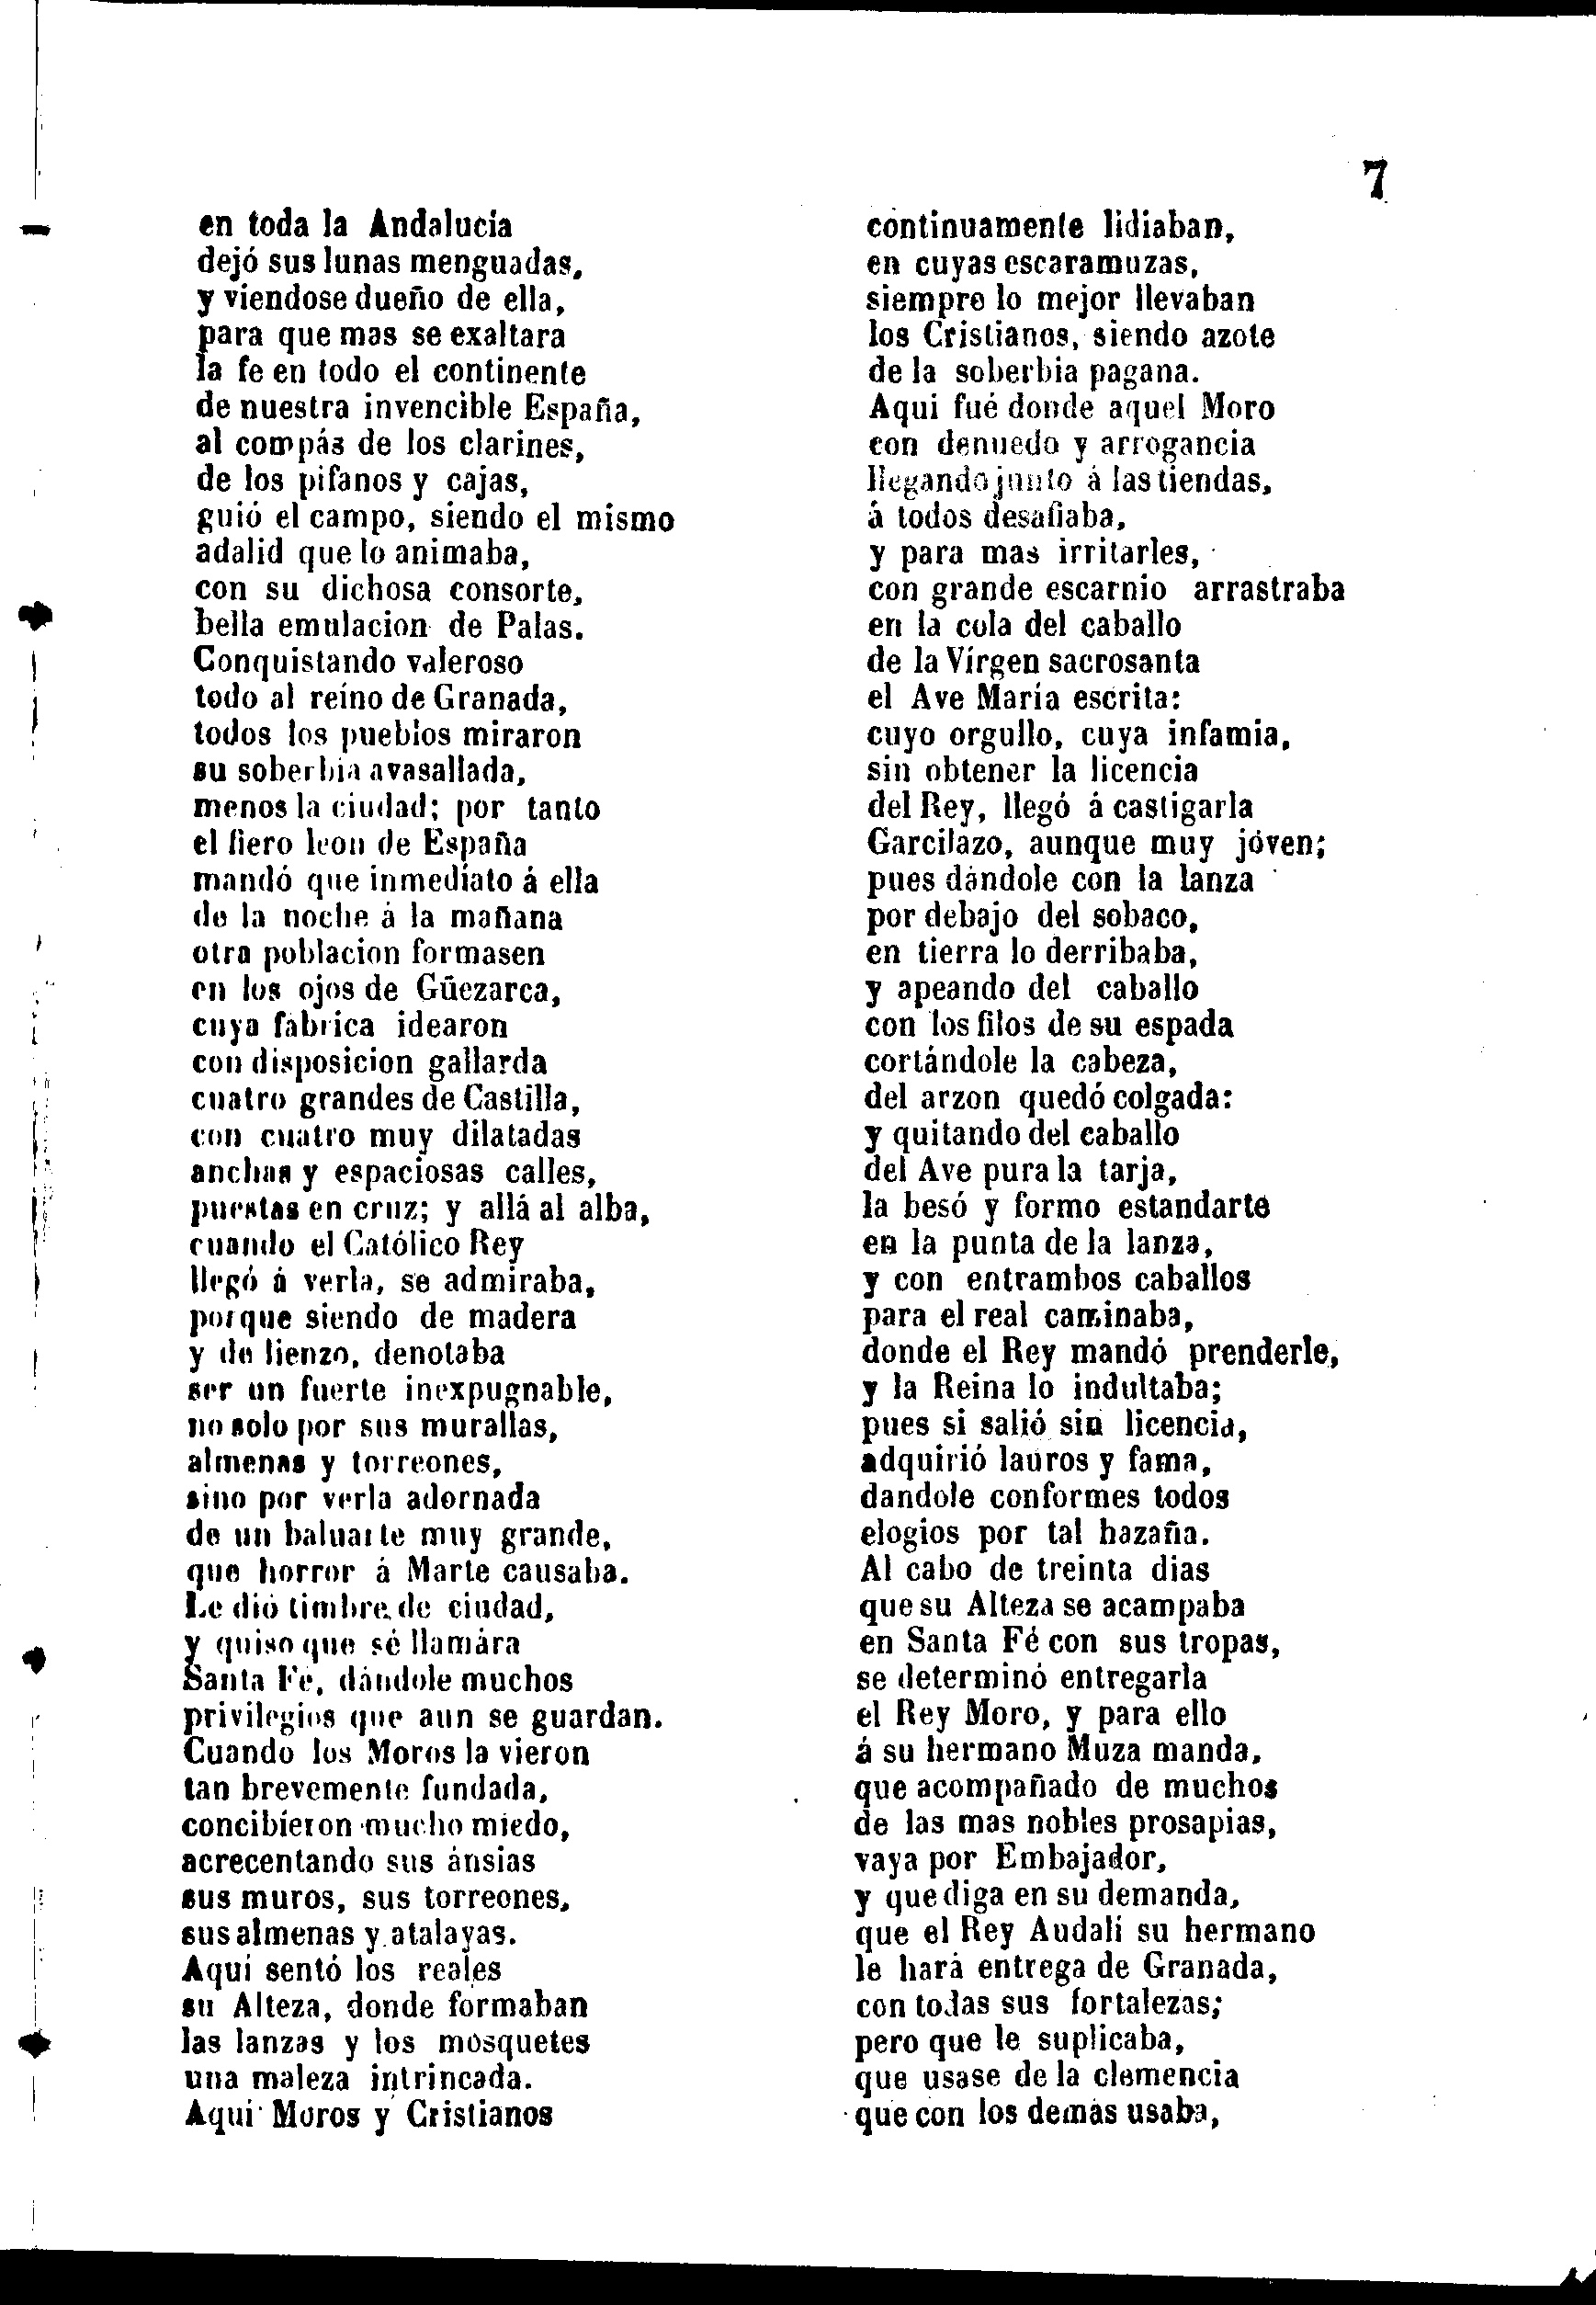 7
en toda la Andalucía
dejó sus lunas menguadas,
y viendose dueño de ella,
para que mas se exaltara
la fe en todo el continente
de nuestra invencible España,
al compás de los clarines,
de los pifanos y cajas,
guió el campo, siendo el mismo
adalid que lo animaba,
con su dichosa consorte,
bella emulacion de Palas.
Conquistando valeroso
todo al reíno de Granada,
todos los pueblos miraron
su soberbia avasallada,
menos la ciudad; por tanto
el fiero leon de España
mandó que inmedíato á ella
de la noche á la mañana
otra poblacion formasen
en los ojos de Güezarca,
cuya fábrica idearon
con disposicion gallarda
cuatro grandes de Castilla,
con cuatro muy dilatadas
anchas y espaciosas calles,
puestas en cruz; y allá al alba,
cuando el Católico Rey
llegó á verla, se admiraba,
porque siendo de madera
y de lienzo, denotaba
ser un fuerte inexpugnable,
no solo por sus murallas,
almenas y torreones,
sino por verla adornada
de un baluarte muy grande,
que horror á Marte causaba.
Le dió timbre de ciudad,
y quiso que sé llamára
Santa Fé, dándole muchos
privilegios que aun se guardan.
Cuando los Moros la vieron
tan brevemente fundada,
concibíeron mucho miedo,
acrecentando sus ánsias
sus muros, sus torreones,
sus almenas y atalayas.
Aqui sentó los reales
su Alteza, donde formaban
las lanzas y los mosquetes
una maleza intrincada.
Aqui Moros y Cristianos
continuamente lidiaban,
en cuyas escaramuzas,
siempre lo mejor llevaban
los Cristianos, siendo azote
de la soberbia pagana.
Aqui fué donde aquel Moro
con denuedo y arrogancia
llegando junto á las tiendas,
á todos desafiaba,
y para mas irritarles,
con grande escarnio arrastraba
en la cola del caballo
de la Vírgen sacrosanta
el Ave María escrita:
cuyo orgullo, cuya infamia,
sin obtener la licencia
del Rey, llegó á castigarla
Garcilazo, aunque muy jóven;
pues dándole con la lanza
por debajo del sobaco,
en tierra lo derribaba,
y apeando del caballo
con los filos de su espada
cortándole la cabeza,
del arzon quedó colgada:
y quitando del caballo
del Ave pura la tarja,
la besó y formo estandarte
en la punta de la lanza,
y con entrambos caballos
para el real caminaba,
donde el Rey mandó prenderle,
y la Reina lo indultaba;
pues si salió sin licencia,
adquirió lauros y fama,
dandole conformes todos
elogios por tal hazaña.
Al cabo de treinta dias
que su Alteza se acampaba
en Santa Fé con sus tropas,
se determinó entregarla
el Rey Moro, y para ello
á su hermano Muza manda,
que acompañado de muchos
de las mas nobles prosapias,
vaya por Embajador,
y que diga en su demanda,
que el Rey Audalí su hermano
le hará entrega de Granada,
con todas sus fortalezas;
pero que le suplicaba,
que usase de la clemencia
que con los demás usaba,